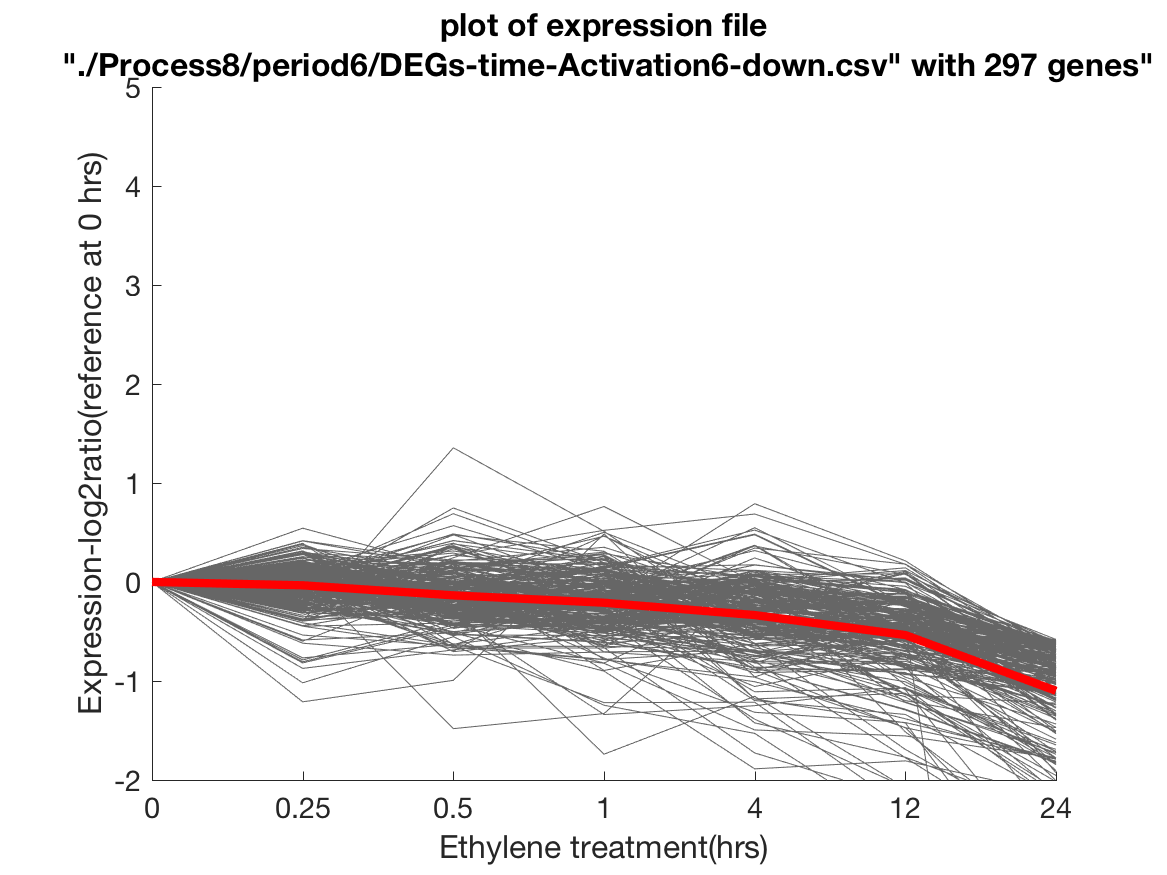 plot of expression file
"./Process8/period6/DEGs-time-Activation6-down.csv" with 297 genes"
5
4
3
2
1
0
-1
-2
Expression-log2ratio(reference at 0 hrs)
0 0.25 0.5 1 4 12 24
Ethylene treatment(hrs)